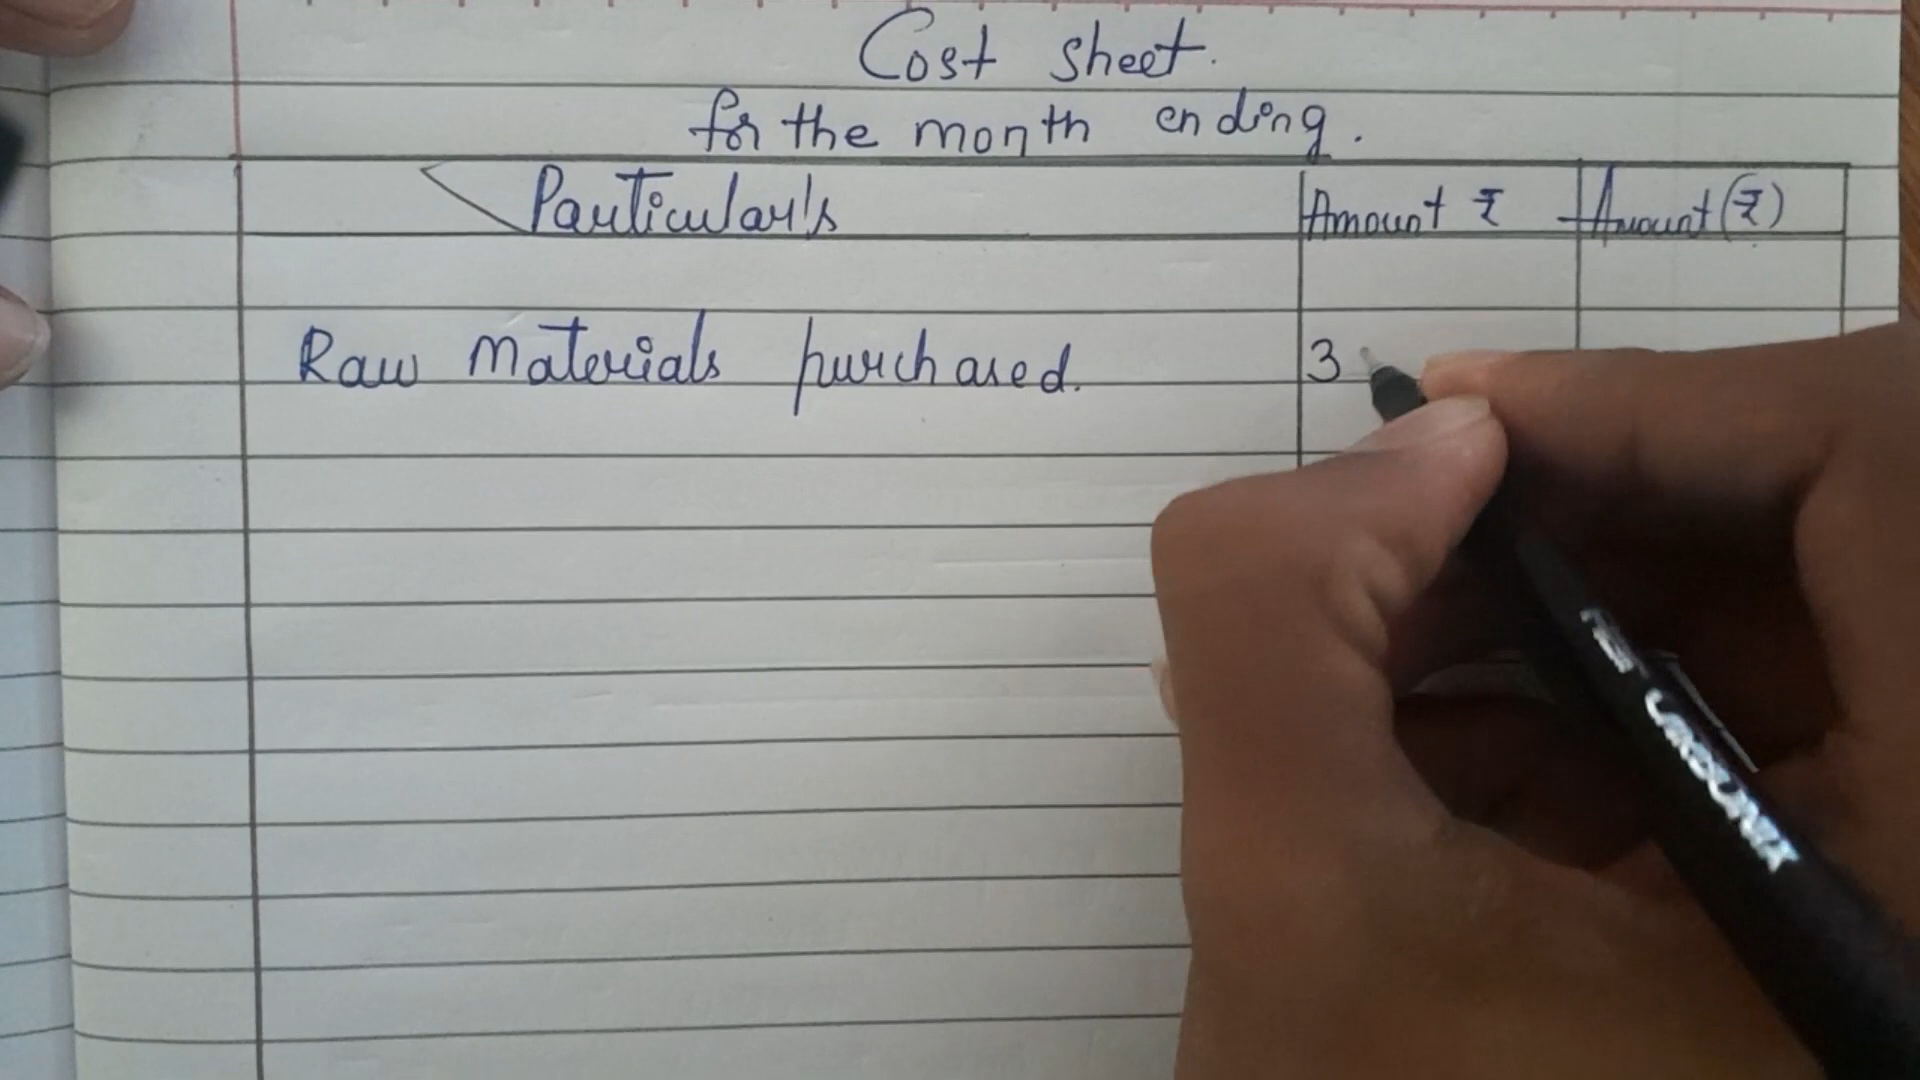 Cost sheet.
for the month ending.
Particular's
Amount ₹
Amount (₹)
Raw Materials purchased.
3